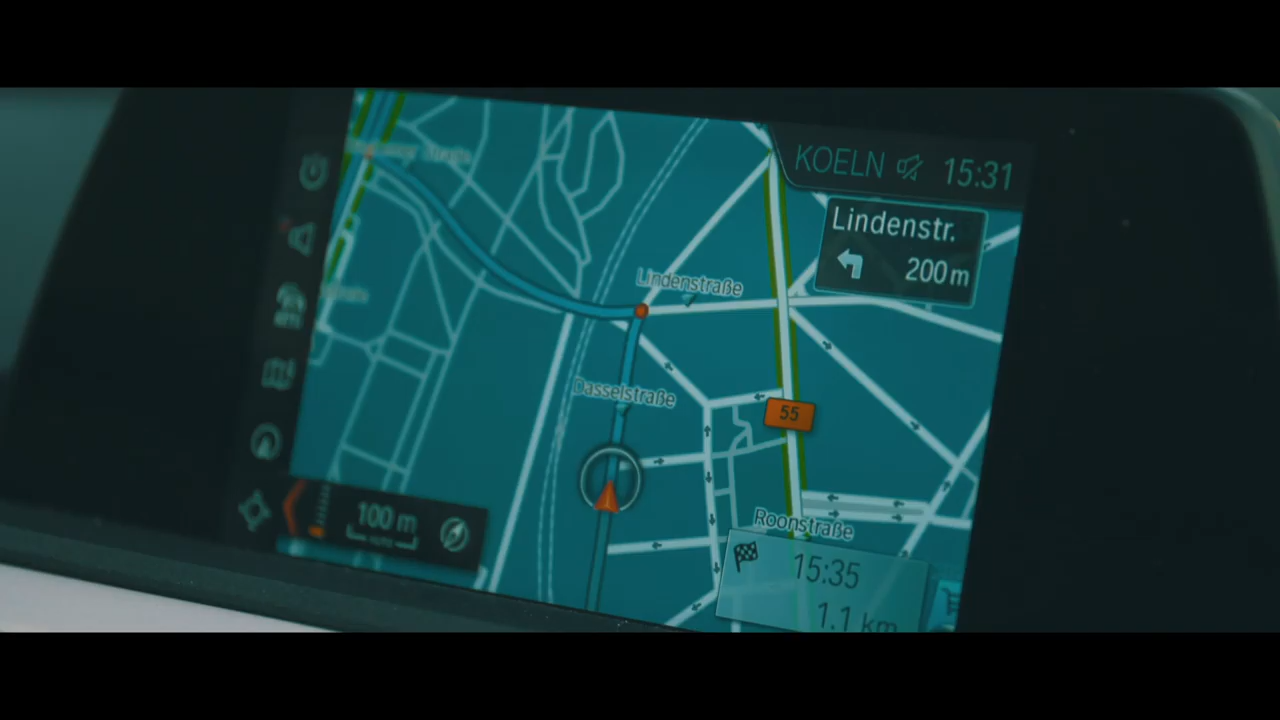 KOELN 15:31
Lindenstr.
200 m
Lindenstraße
Dasselstraße
55
100 m
Roonstraße
15:35
1.1 km